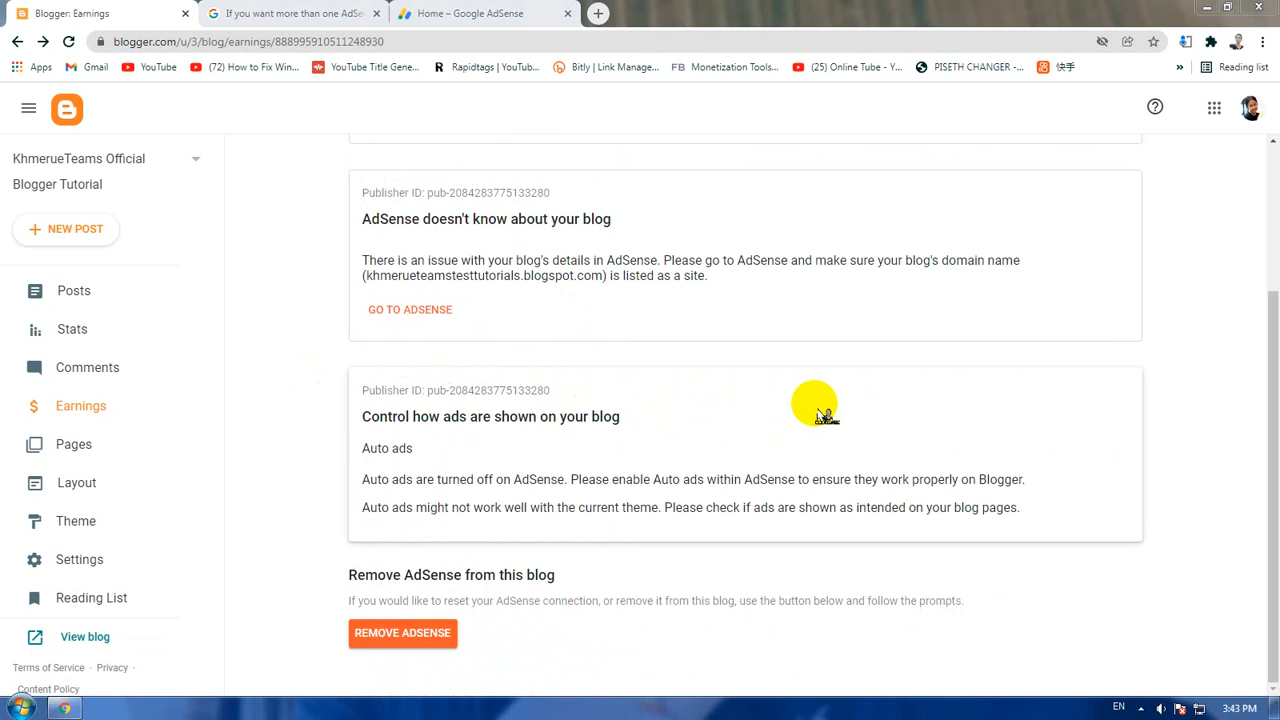 Blogger: Earnings
If you want more than one AdSe
Home – Google AdSense
blogger.com/u/3/blog/earnings/888995910511248930
Apps
Gmail
YouTube
(72) How to Fix Win...
YouTube Title Gene...
Rapidtags | YouTub...
Bitly | Link Manage...
FB Monetization Tools...
(25) Online Tube - Y...
PISETH CHANGER -...
快手
»
Reading list
KhmerueTeams Official
Blogger Tutorial
NEW POST
Posts
Stats
Comments
Earnings
Pages
Layout
Theme
Settings
Reading List
View blog
Terms of Service · Privacy ·
Content Policy
Publisher ID: pub-2084283775133280
AdSense doesn't know about your blog
There is an issue with your blog's details in AdSense. Please go to AdSense and make sure your blog's domain name
(khmerueteamstesttutorials.blogspot.com) is listed as a site.
GO TO ADSENSE
Publisher ID: pub-2084283775133280
Control how ads are shown on your blog
Auto ads
Auto ads are turned off on AdSense. Please enable Auto ads within AdSense to ensure they work properly on Blogger.
Auto ads might not work well with the current theme. Please check if ads are shown as intended on your blog pages.
Remove AdSense from this blog
If you would like to reset your AdSense connection, or remove it from this blog, use the button below and follow the prompts.
REMOVE ADSENSE
EN
3:43 PM